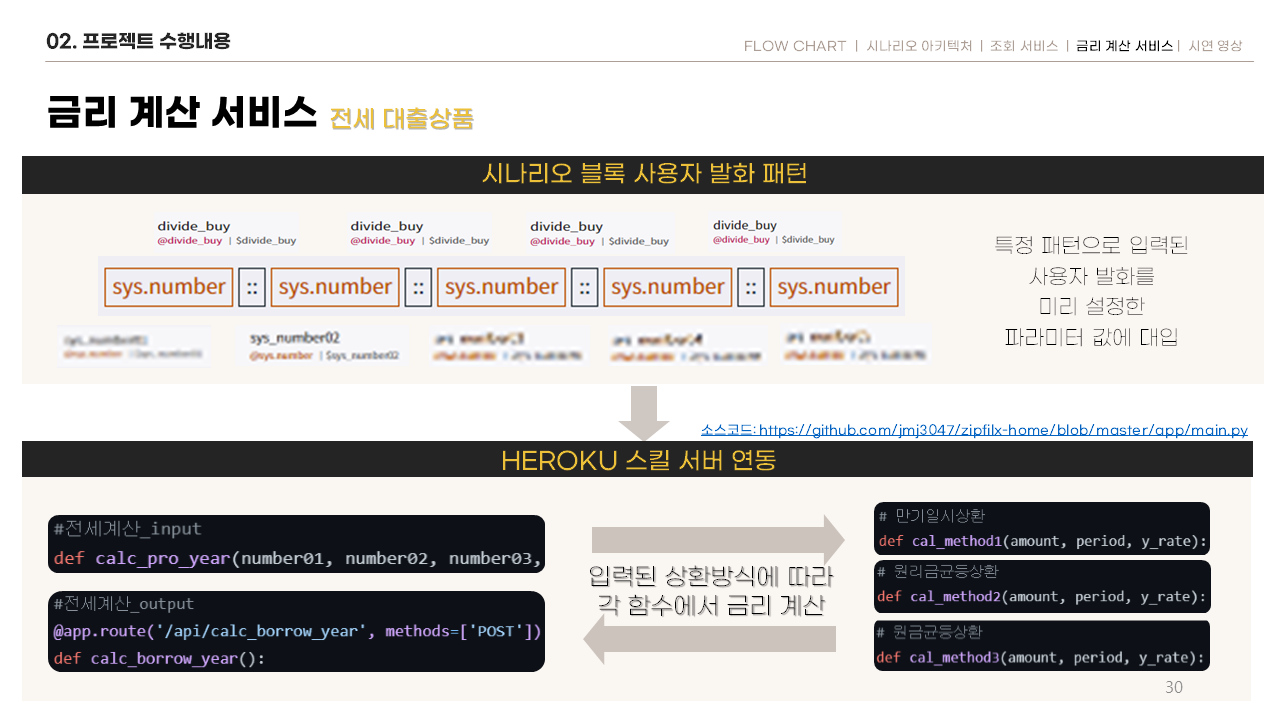 02. 프로젝트 수행내용
FLOW CHART | 시나리오 아키텍처 | 조회 서비스 | 금리 계산 서비스 | 시연 영상
금리 계산 서비스 전세 대출상품
시나리오 블록 사용자 발화 패턴
divide_buy divide_buy divide_buy divide_buy
@divide_buy | $divide_buy @divide_buy | $divide_buy @divide_buy | $divide_buy @divide_buy | $divide_buy
sys.number :: sys.number :: sys.number :: sys.number :: sys.number
sys_number02
@sys.number | $sys_number02
특정 패턴으로 입력된
사용자 발화를
미리 설정한
파라미터 값에 대입
소스코드: https://github.com/jmj3047/zipfilx-home/blob/master/app/main.py
HEROKU 스킬 서버 연동
#전세계산_input
def calc_pro_year(number01, number02, number03,
#전세계산_output
@app.route('/api/calc_borrow_year', methods=['POST'])
def calc_borrow_year():
입력된 상환방식에 따라
각 함수에서 금리 계산
# 만기일시상환
def cal_method1(amount, period, y_rate):
# 원리금균등상환
def cal_method2(amount, period, y_rate):
# 원금균등상환
def cal_method3(amount, period, y_rate):
30